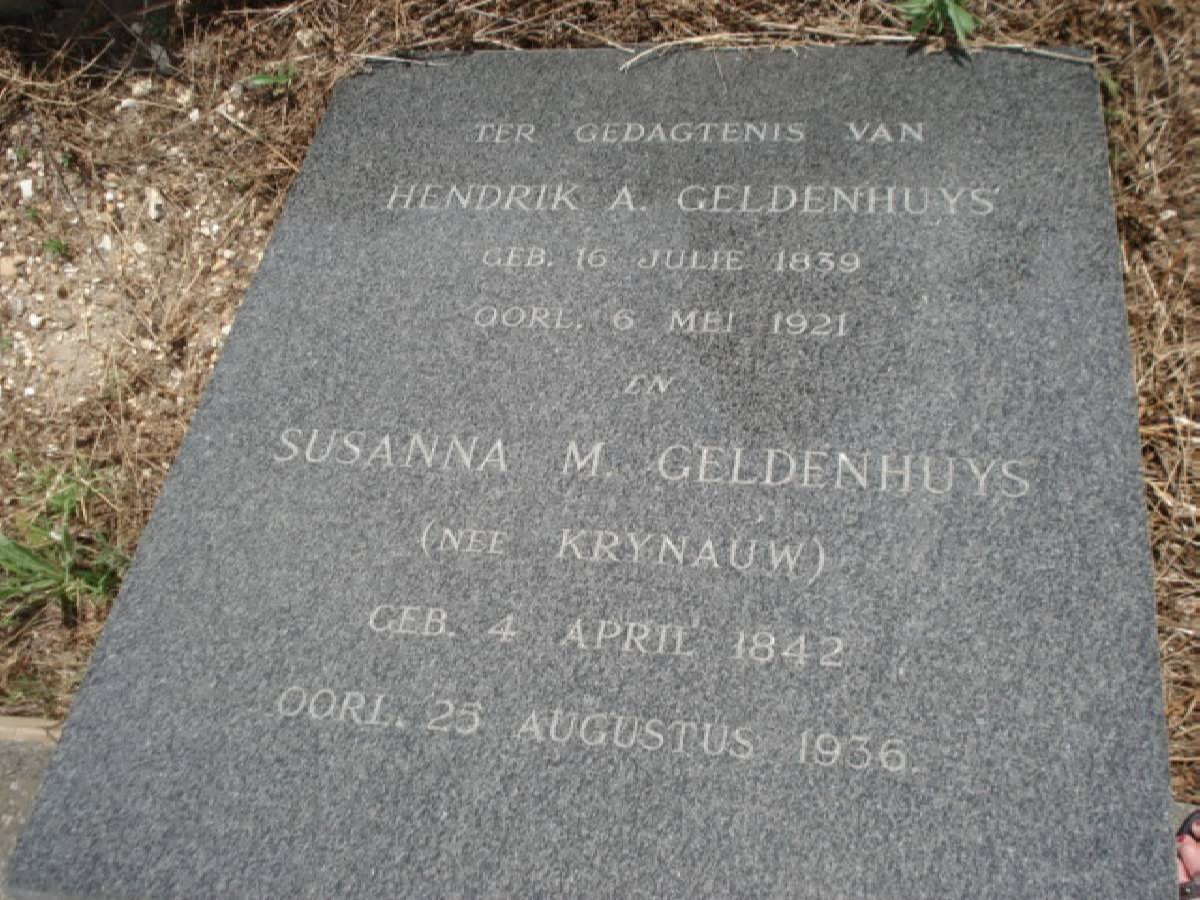 TER GEDAGTENIS VAN
HENDRIK A. GELDENHUYS
GEB. 16 JULIE 1839
OORL. 6 MEI 1921
EN
SUSANNA M. GELDENHUYS
(NEE KRYNAUW)
GEB. 4 APRIL 1842
OORL. 25 AUGUSTUS 1936.